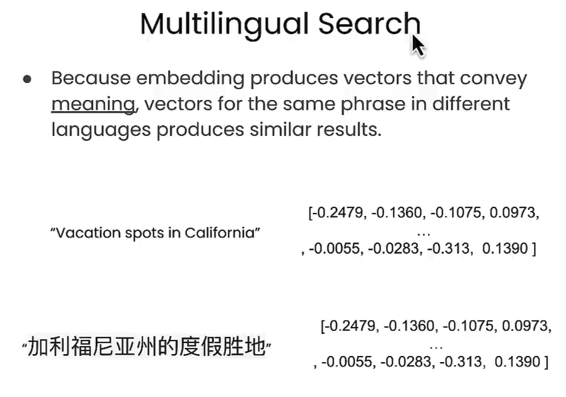 Multilingual Search
● Because embedding produces vectors that convey
meaning, vectors for the same phrase in different
languages produces similar results.
“Vacation spots in California”
[-0.2479, -0.1360, -0.1075, 0.0973,
...
, -0.0055, -0.0283, -0.313, 0.1390 ]
“加利福尼亚州的度假胜地”
[-0.2479, -0.1360, -0.1075, 0.0973,
...
, -0.0055, -0.0283, -0.313, 0.1390 ]